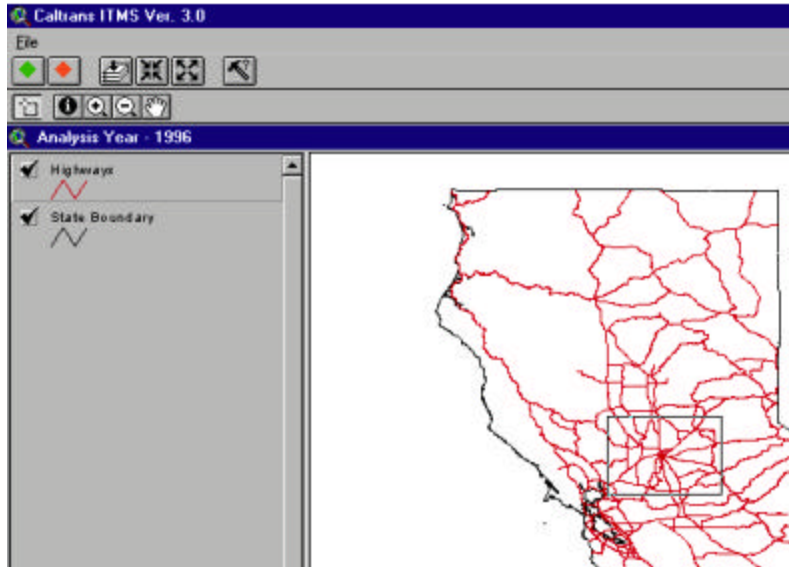 Caltrans ITMS Ver. 3.0
File
Analysis Year - 1996
Highways
State Boundary